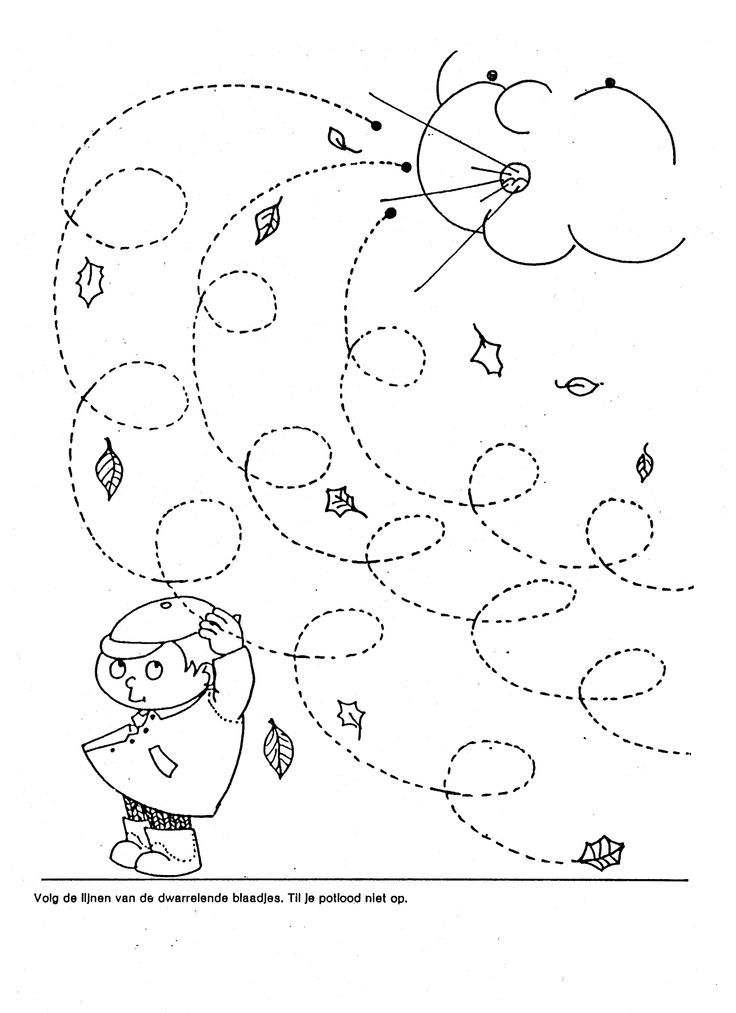 Volg de lijnen van de dwarrelende blaadjes. Til je potlood niet op.